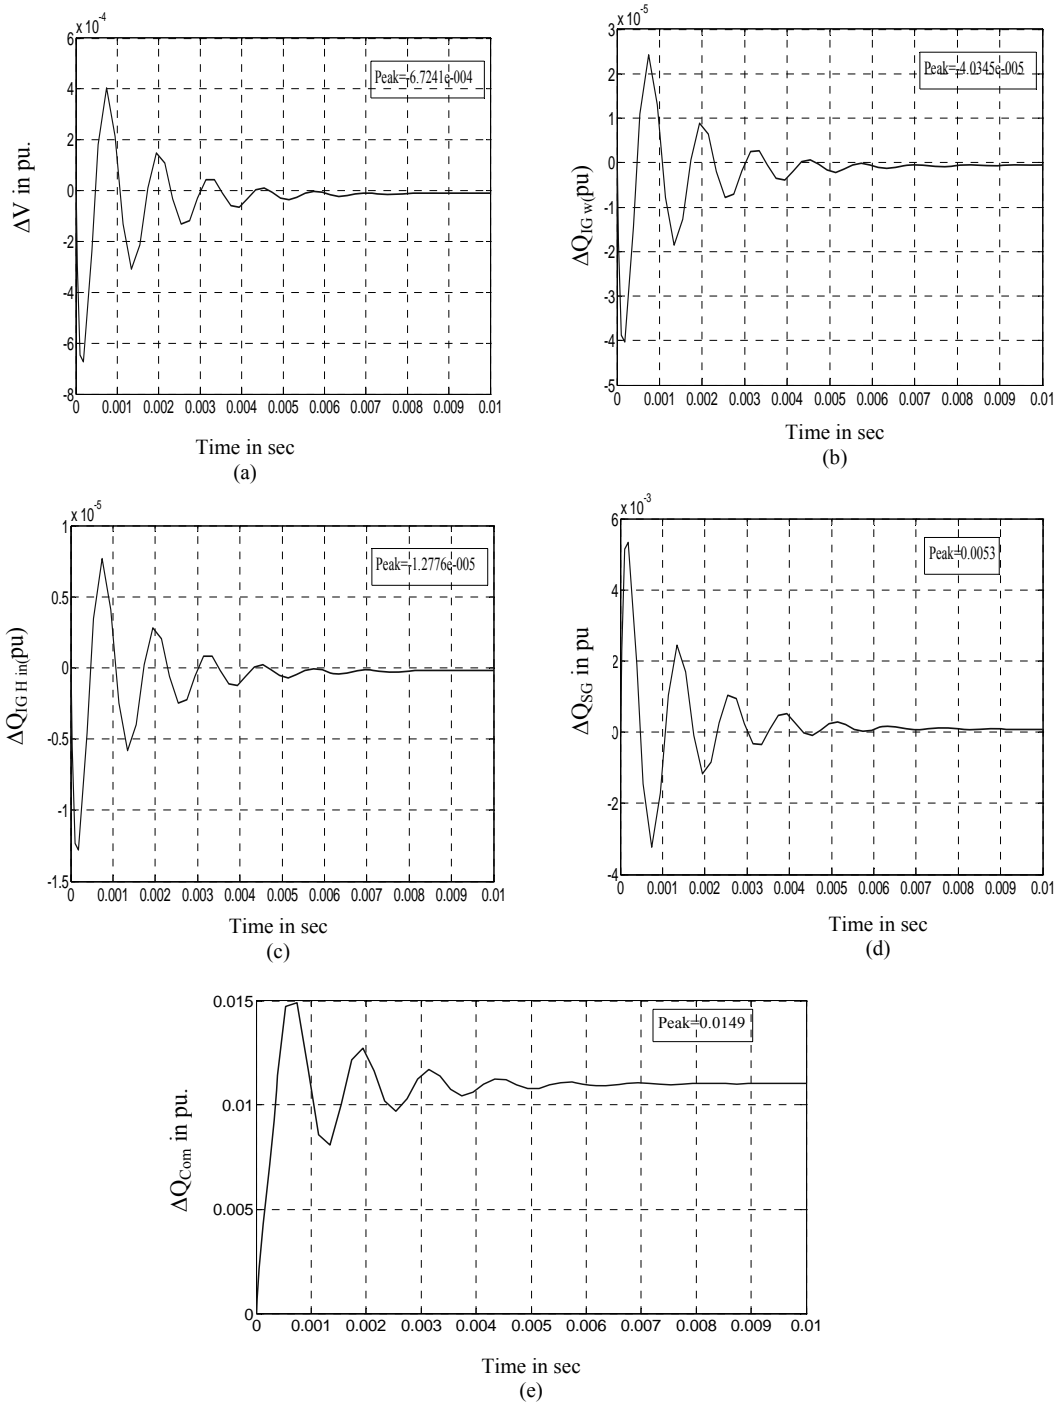 x 10-4
6
4
2
0
-2
-4
-6
-8
0 0.001 0.002 0.003 0.004 0.005 0.006 0.007 0.008 0.009 0.01
Peak=-6.7241e-004
ΔV in pu.
Time in sec
(a)
x 10-5
3
2
1
0
-1
-2
-3
-4
-5
0 0.001 0.002 0.003 0.004 0.005 0.006 0.007 0.008 0.009 0.01
Peak=-4.0345e-005
ΔQIG w(pu)
Time in sec
(b)
x 10-5
1
0.5
0
-0.5
-1
-1.5
0 0.001 0.002 0.003 0.004 0.005 0.006 0.007 0.008 0.009 0.01
Peak=-1.2776e-005
ΔQIG H in(pu)
Time in sec
(c)
x 10-3
6
4
2
0
-2
-4
0 0.001 0.002 0.003 0.004 0.005 0.006 0.007 0.008 0.009 0.01
Peak=0.0053
ΔQSG in pu
Time in sec
(d)
0.015
0.01
0.005
0
0 0.001 0.002 0.003 0.004 0.005 0.006 0.007 0.008 0.009 0.01
Peak=0.0149
ΔQCom in pu.
Time in sec
(e)